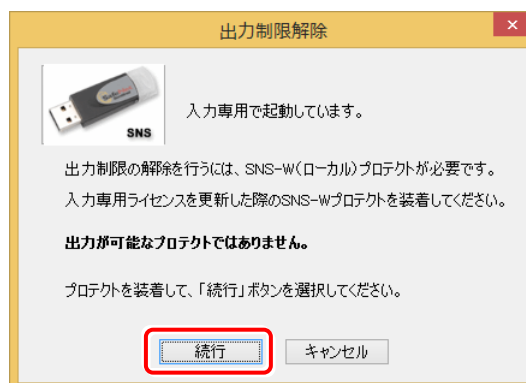 出力制限解除
SNS
入力専用で起動しています。
出力制限の解除を行うには、SNS-W(ローカル)プロテクトが必要です。
入力専用ライセンスを更新した際のSNS-Wプロテクトを装着してください。
出力が可能なプロテクトではありません。
プロテクトを装着して、「続行」ボタンを選択してください。
続行
キャンセル